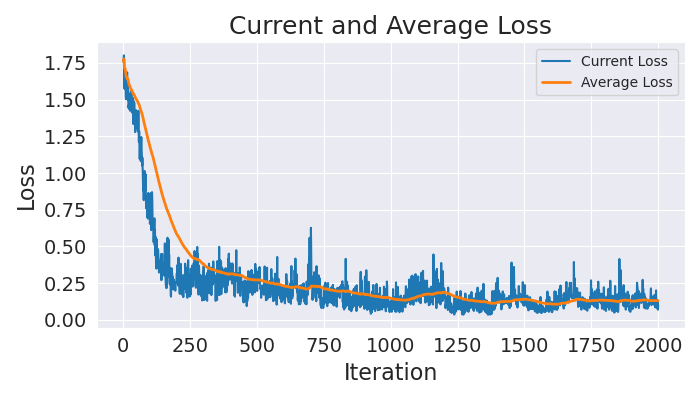 Current and Average Loss
Current Loss
Average Loss
1.75
1.50
1.25
1.00
0.75
0.50
0.25
0.00
Loss
0 250 500 750 1000 1250 1500 1750 2000
Iteration